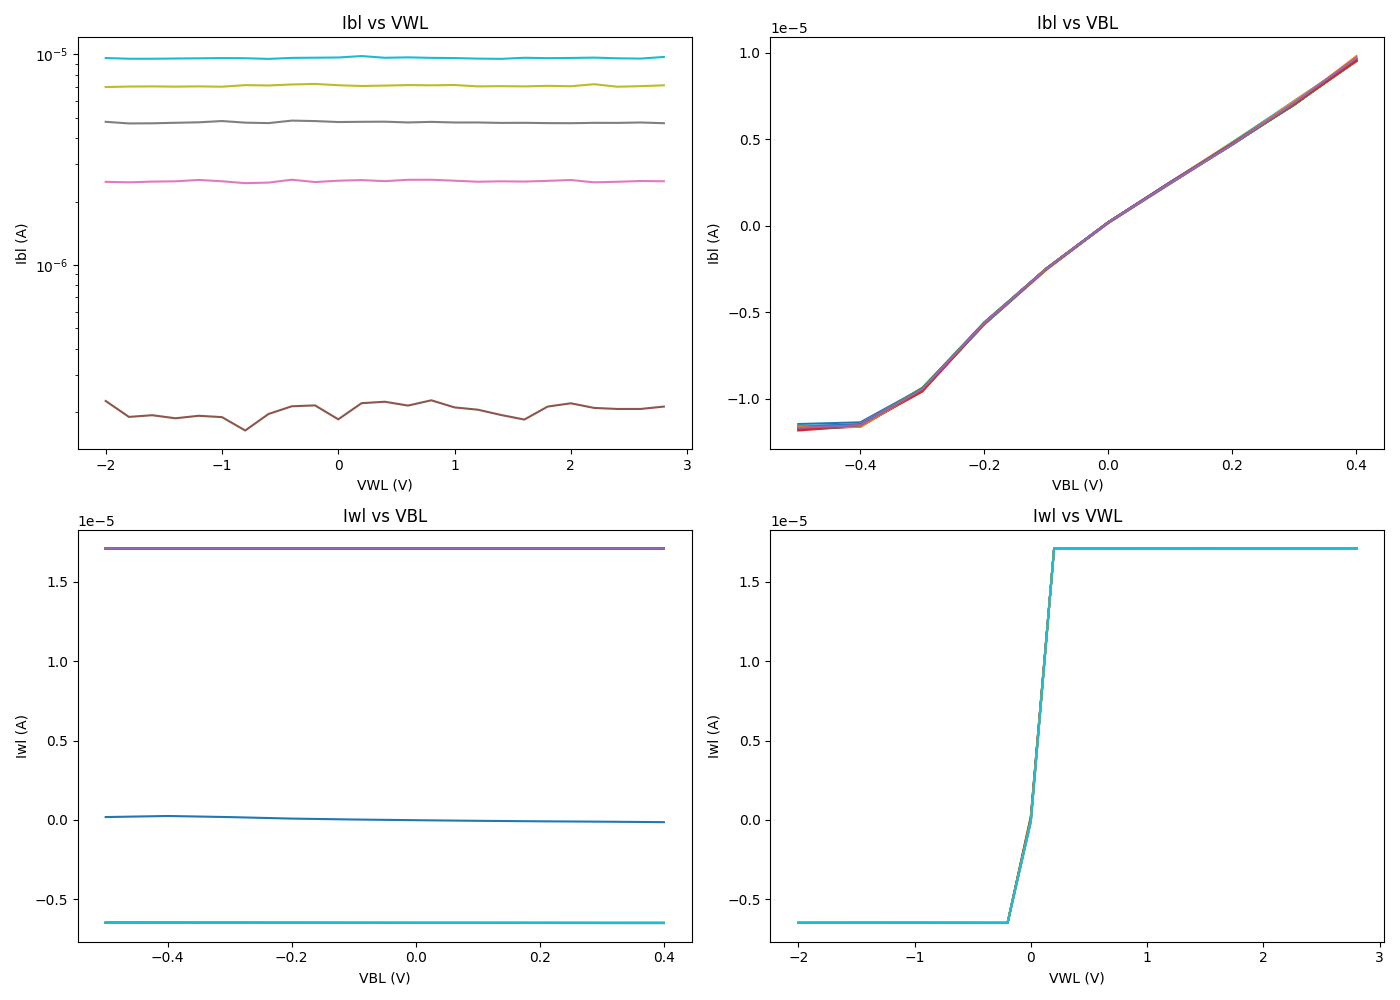 Ibl vs VWL
Ibl (A)
10⁻⁵
10⁻⁶
−2 −1 0 1 2 3
VWL (V)
Ibl vs VBL
1e−5
Ibl (A)
1.0
0.5
0.0
−0.5
−1.0
−0.4 −0.2 0.0 0.2 0.4
VBL (V)
Iwl vs VBL
1e−5
Iwl (A)
1.5
1.0
0.5
0.0
−0.5
−0.4 −0.2 0.0 0.2 0.4
VBL (V)
Iwl vs VWL
1e−5
Iwl (A)
1.5
1.0
0.5
0.0
−0.5
−2 −1 0 1 2 3
VWL (V)